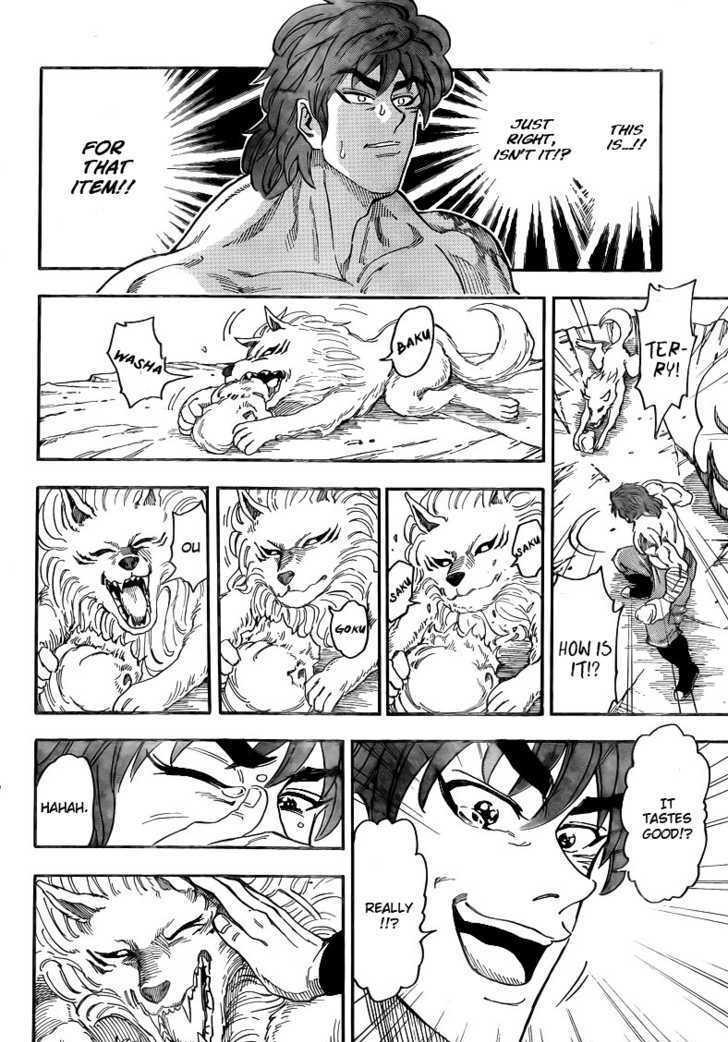 THIS
IS...!!
JUST
RIGHT,
ISN'T IT!?
FOR
THAT
ITEM!!
TER-
RY!
HOW IS
IT!?
BAKU
WASHA
SAKU
SAKU
GOKU
OU
IT
TASTES
GOOD!?
REALLY
!!?
HAHAH.